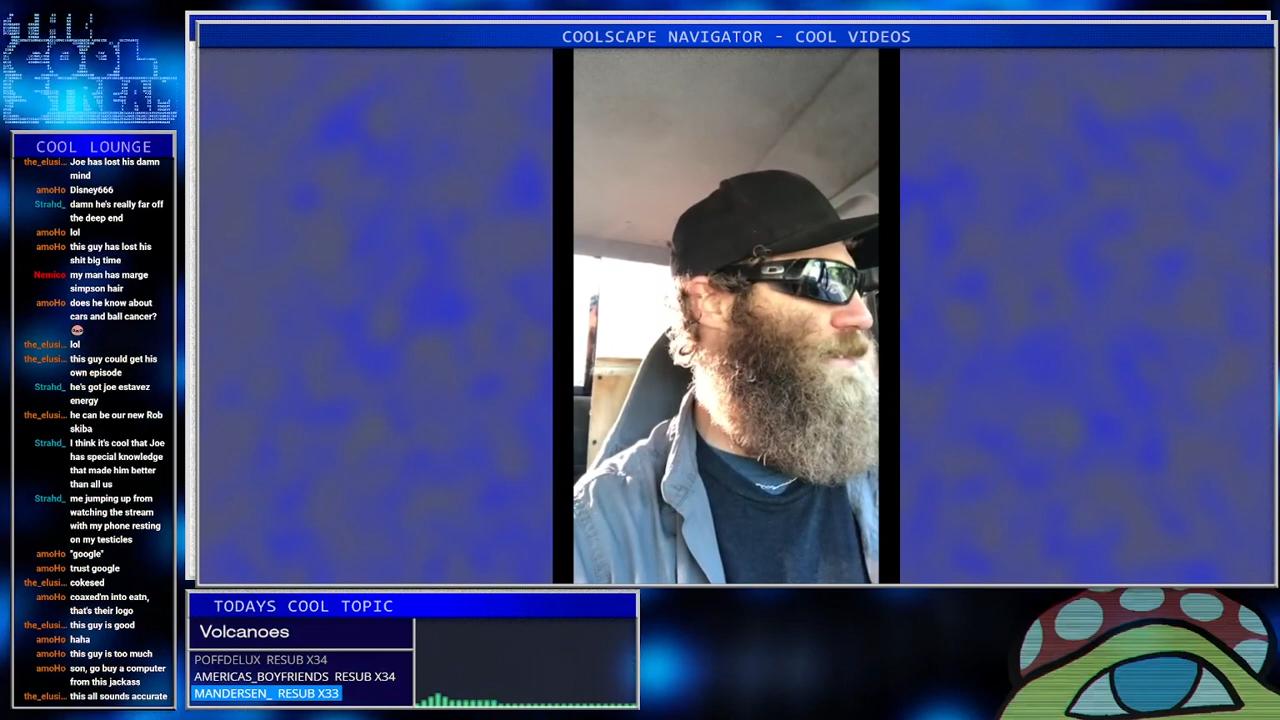 COOLSCAPE NAVIGATOR - COOL VIDEOS
COOL LOUNGE
the_elusi... Joe has lost his damn
mind
amoHo Disney666
Strahd_ damn he's really far off
the deep end
amoHo lol
amoHo this guy has lost his
shit big time
Nemico my man has marge
simpson hair
amoHo does he know about
cars and ball cancer?
the_elusi... lol
the_elusi... this guy could get his
own episode
Strahd_ he's got joe estavez
energy
the_elusi... he can be our new Rob
skiba
Strahd_ I think it's cool that Joe
has special knowledge
that made him better
than all us
Strahd_ me jumping up from
watching the stream
with my phone resting
on my testicles
amoHo "google"
amoHo trust google
the_elusi... cokesed
amoHo coaxed'm into eatn,
that's their logo
the_elusi... this guy is good
amoHo haha
amoHo this guy is too much
amoHo son, go buy a computer
from this jackass
the_elusi... this all sounds accurate
TODAYS COOL TOPIC
Volcanoes
POFFDELUX RESUB X34
AMERICAS_BOYFRIENDS RESUB X34
MANDERSEN_ RESUB X33